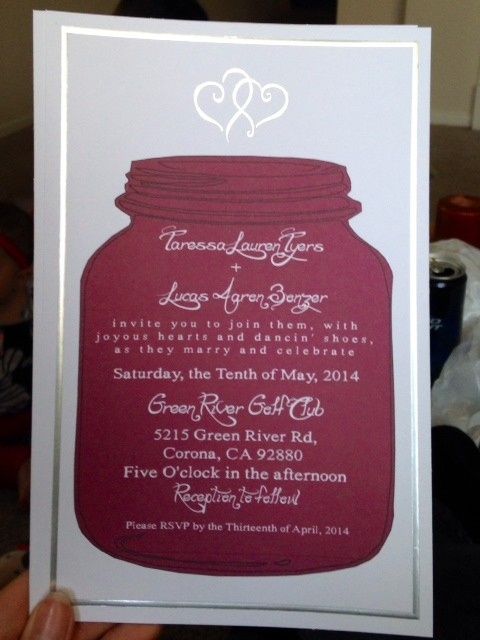 Taressa Lauren Tyers
+
Lucas Agren Benzer
invite you to join them, with
joyous hearts and dancin' shoes,
as they marry and celebrate
Saturday, the Tenth of May, 2014
Green River Golf Club
5215 Green River Rd,
Corona, CA 92880
Five O'clock in the afternoon
Reception to follow!
Please RSVP by the Thirteenth of April, 2014